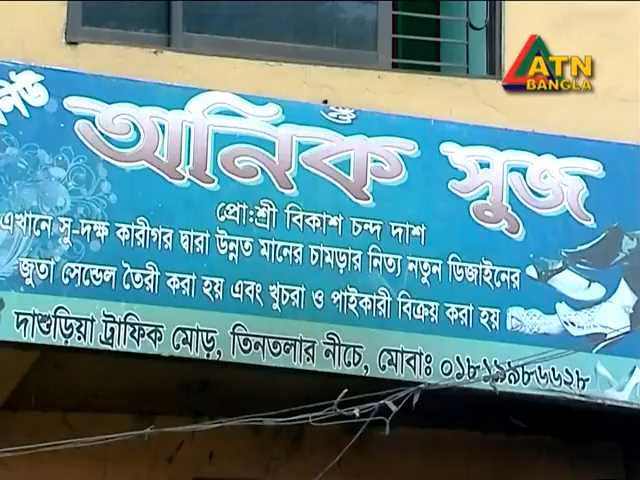 ATN
BANGLA
নিউ
অনিক সুজ
প্রো:শ্রী বিকাশ চন্দ দাশ
এখানে সু-দক্ষ কারীগর দ্বারা উন্নত মানের চামড়ার নিত্য নতুন ডিজাইনের
জুতা সেন্ডেল তৈরী করা হয় এবং খুচরা ও পাইকারী বিক্রয় করা হয়
দাশুড়িয়া ট্রাফিক মোড়, তিনতলার নীচে, মোবাঃ ০১৮১৯৯৮৬৬২৮